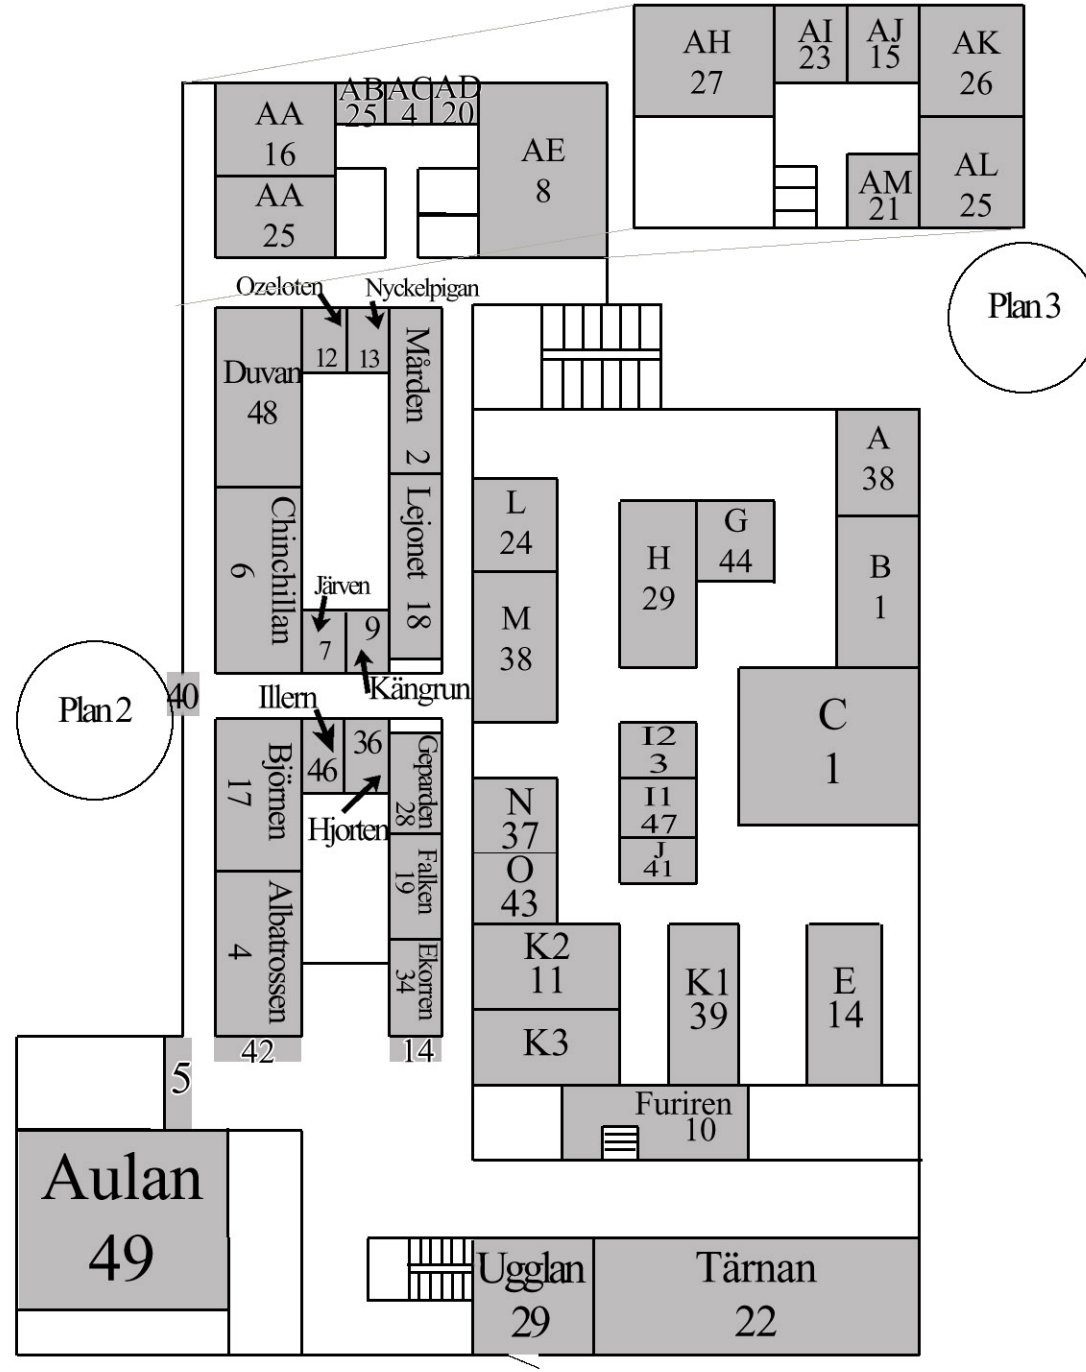 AH
27
AI
23
AJ
15
AK
26
AL
25
AM
21
Plan 3
AA
16
AB
25
AC
4
AD
20
AE
8
AA
25
Ozeloten
12
Nyckelpigan
13
Duvan
48
Mården 2
Chinchillan
6
Lejonet 18
Järven
7
9
Kängrun
Plan 2
40
Illern
46
36
Hjorten
Björnen
17
Geparden
28
Falken
19
Albatrossen
4
Ekorren
34
42
14
5
Aulan
49
A
38
B
1
C
1
G
44
H
29
L
24
M
38
I2
3
I1
47
J
41
N
37
O
43
K2
11
K3
K1
39
E
14
Furiren
10
Ugglan
29
Tärnan
22